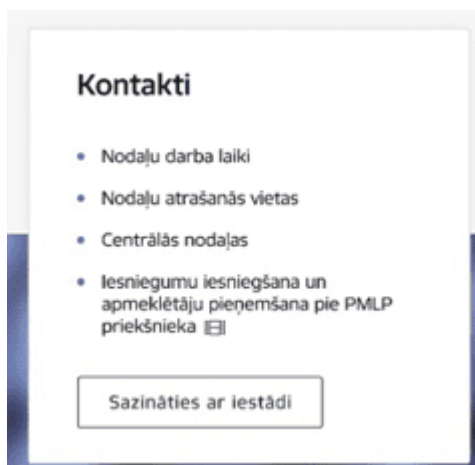 Kontakti
Nodaļu darba laiki
Nodaļu atrašanās vietas
Centrālās nodaļas
Iesniegumu iesniegšana un
apmeklētāju pieņemšana pie PMLP
priekšnieka
Sazināties ar iestādi